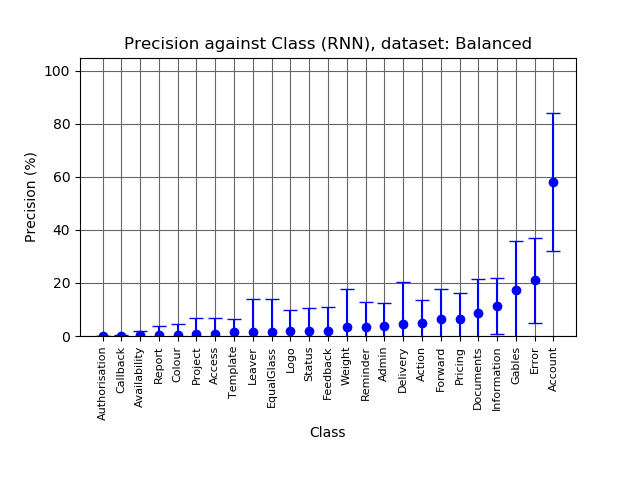 Precision against Class (RNN), dataset: Balanced
100
80
60
40
20
0
Precision (%)
Authorisation
Callback
Availability
Report
Colour
Project
Access
Template
Leaver
EqualGlass
Logo
Status
Feedback
Weight
Reminder
Admin
Delivery
Action
Forward
Pricing
Documents
Information
Gables
Error
Account
Class